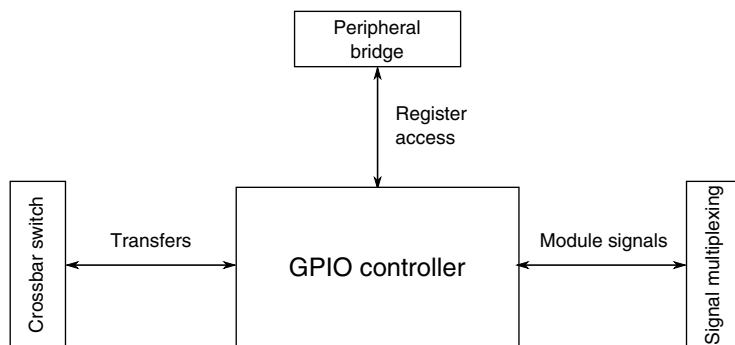 Peripheral
bridge
Register
access
Crossbar switch
Transfers
GPIO controller
Module signals
Signal multiplexing